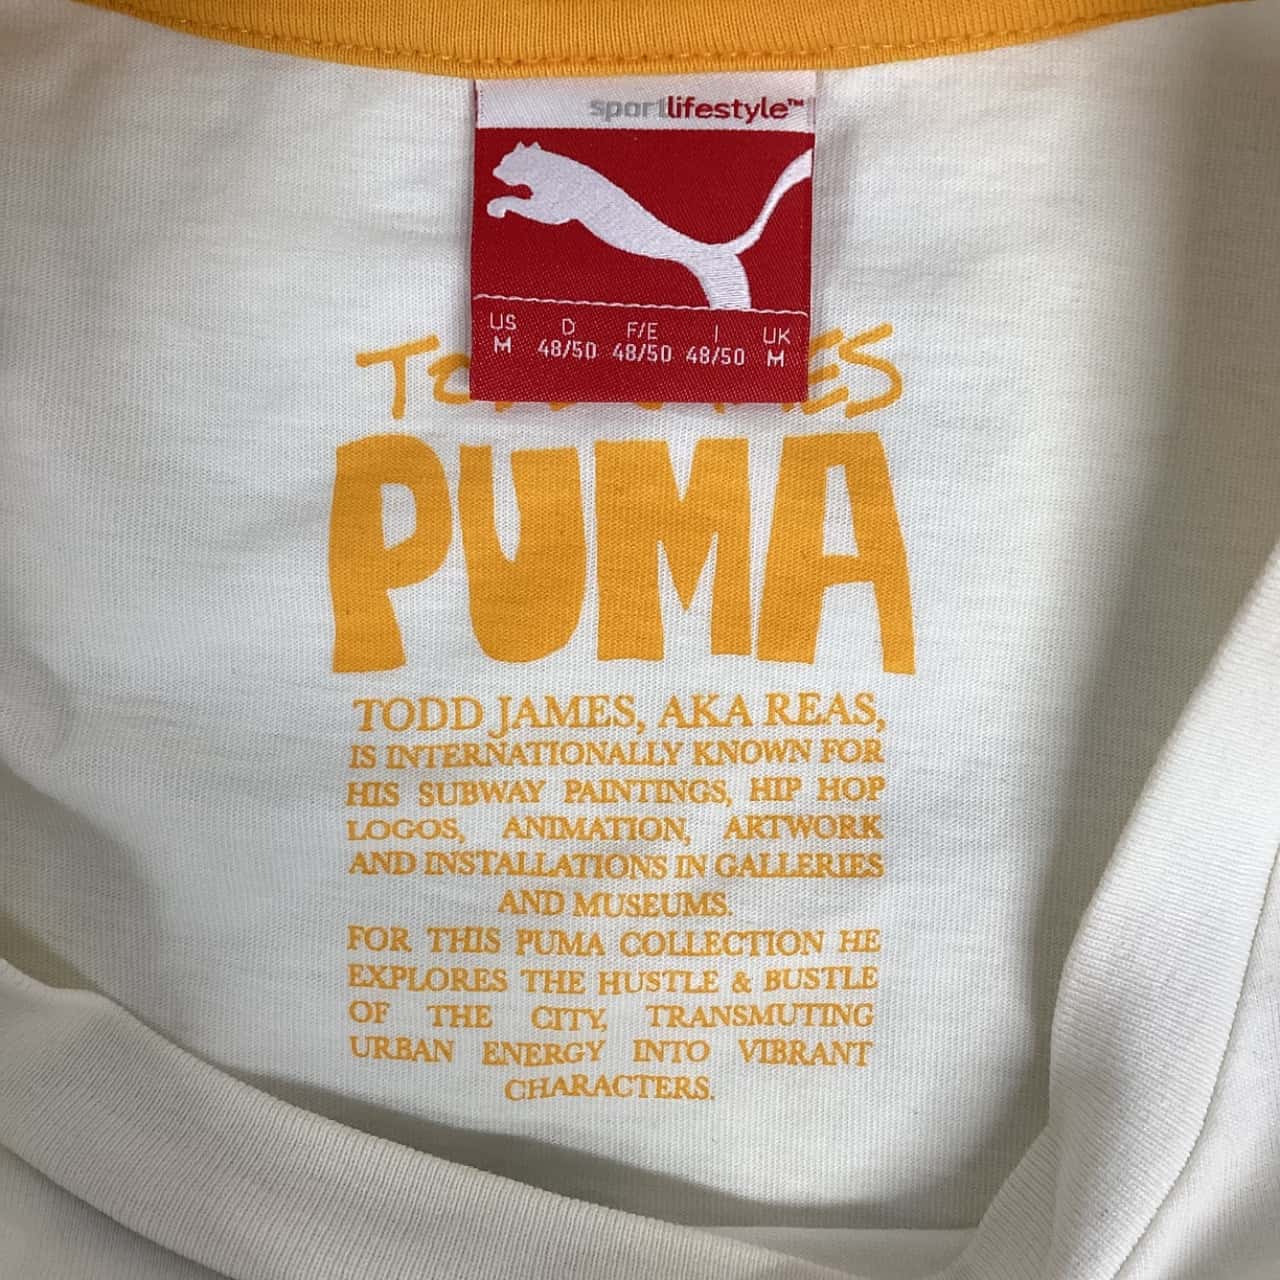 sportlifestyle™
US D F/E I UK
M 48/50 48/50 48/50 M
PUMA
TODD JAMES, AKA REAS,
IS INTERNATIONALLY KNOWN FOR
HIS SUBWAY PAINTINGS, HIP HOP
LOGOS, ANIMATION, ARTWORK
AND INSTALLATIONS IN GALLERIES
AND MUSEUMS.
FOR THIS PUMA COLLECTION HE
EXPLORES THE HUSTLE & BUSTLE
OF THE CITY, TRANSMUTING
URBAN ENERGY INTO VIBRANT
CHARACTERS.